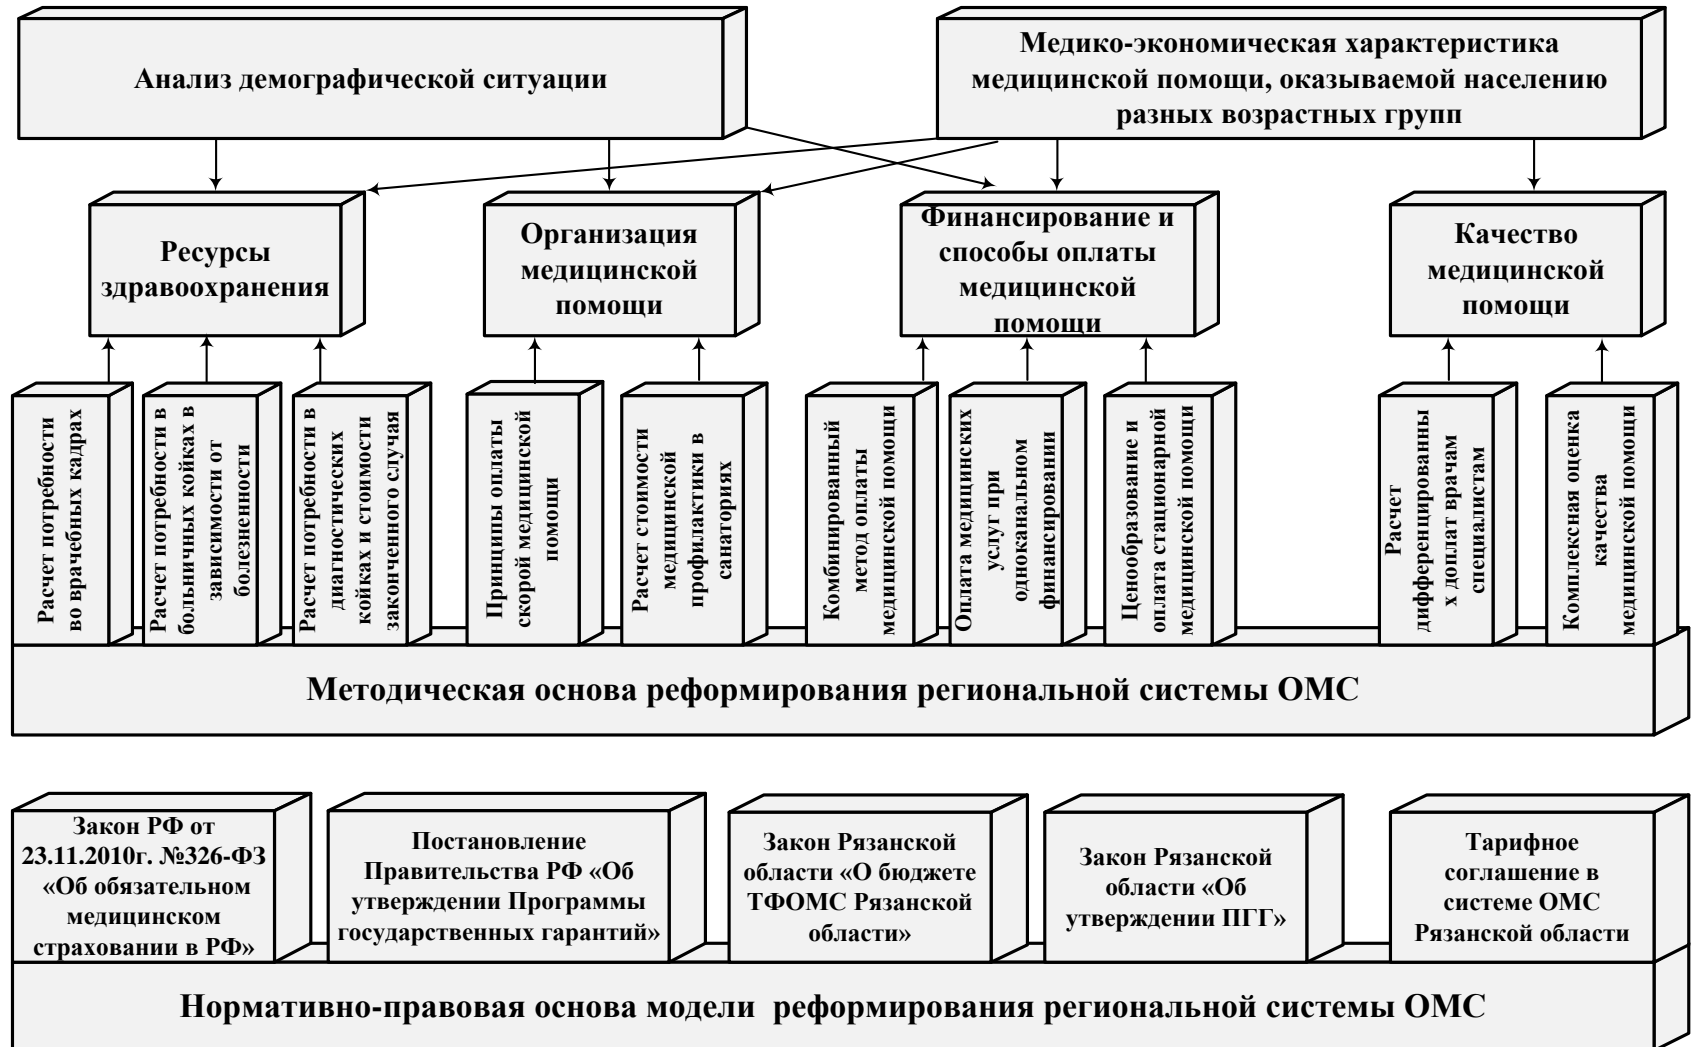 Анализ демографической ситуации
Медико-экономическая характеристика
медицинской помощи, оказываемой населению
разных возрастных групп
Ресурсы
здравоохранения
Организация
медицинской
помощи
Финансирование и
способы оплаты
медицинской
помощи
Качество
медицинской
помощи
Расчет потребности
во врачебных кадрах
Расчет потребности в
больничных койках в
зависимости от
болезненности
Расчет потребности в
диагностических
койках и стоимости
законченного случая
Принципы оплаты
скорой медицинской
помощи
Расчет стоимости
медицинской
профилактики в
санаториях
Комбинированный
метод оплаты
медицинской помощи
Оплата медицинских
услуг при
одноканальном
финансировании
Ценообразование и
оплата стационарной
медицинской помощи
Расчет
дифференцированны
х доплат врачам
специалистам
Комплексная оценка
качества
медицинской помощи
Методическая основа реформирования региональной системы ОМС
Закон РФ от
23.11.2010г. №326-ФЗ
«Об обязательном
медицинском
страховании в РФ»
Постановление
Правительства РФ «Об
утверждении Программы
государственных гарантий»
Закон Рязанской
области «О бюджете
ТФОМС Рязанской
области»
Закон Рязанской
области «Об
утверждении ПГГ»
Тарифное
соглашение в
системе ОМС
Рязанской области
Нормативно-правовая основа модели  реформирования региональной системы ОМС